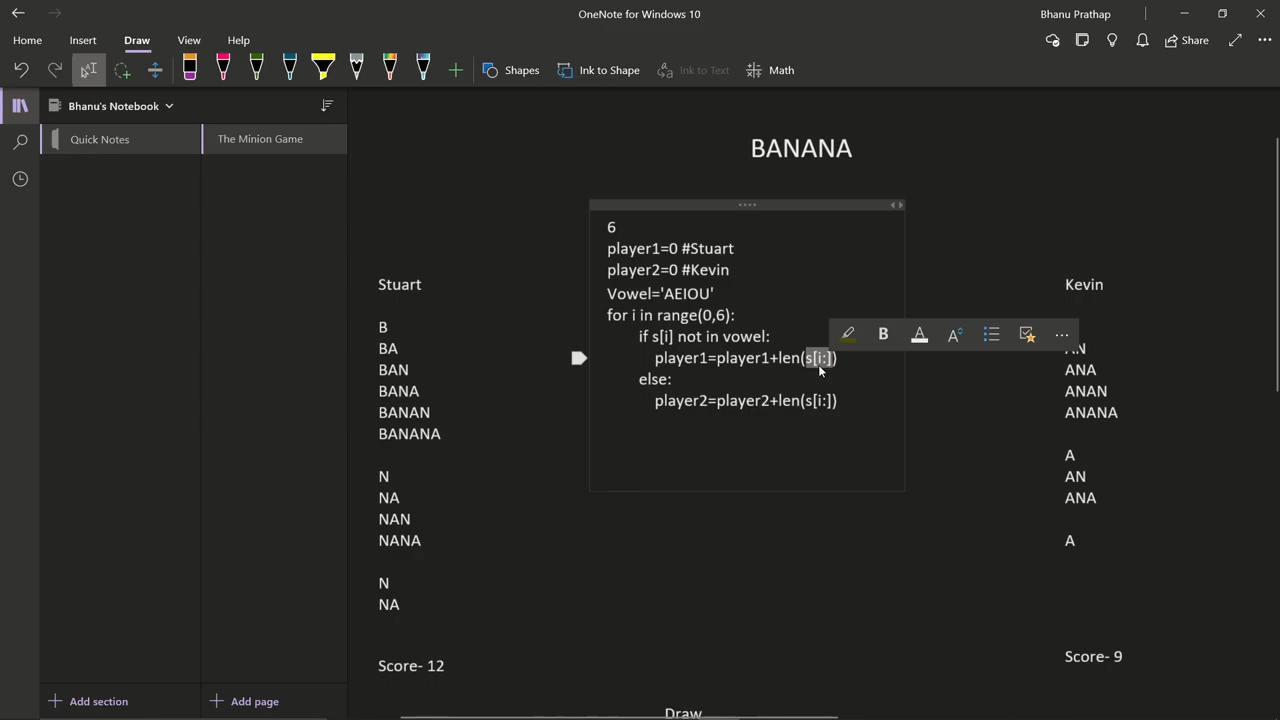 OneNote for Windows 10
Bhanu Prathap
Home
Insert
Draw
View
Help
Share
Shapes
Ink to Shape
Ink to Text
Math
Bhanu's Notebook
Quick Notes
The Minion Game
BANANA
6
player1=0 #Stuart
player2=0 #Kevin
Vowel='AEIOU'
for i in range(0,6):
if s[i] not in vowel:
player1=player1+len(s[i:])
else:
player2=player2+len(s[i:])
Stuart
B
BA
BAN
BANA
BANAN
BANANA
N
NA
NAN
NANA
N
NA
Score- 12
Kevin
AN
ANA
ANAN
ANANA
A
AN
ANA
A
Score- 9
Draw
Add section
Add page